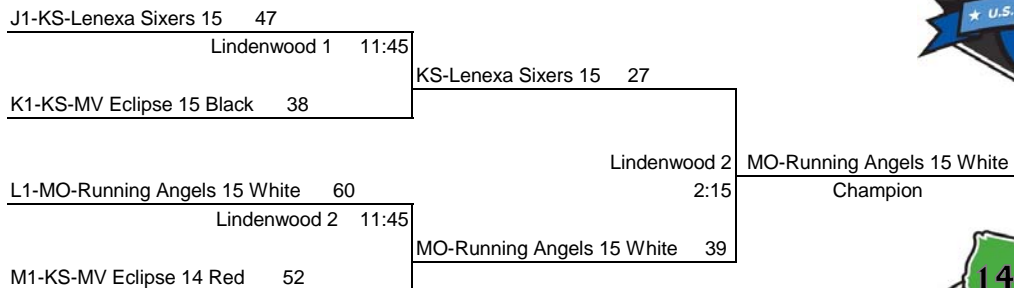 J1-KS-Lenexa Sixers 15 47
Lindenwood 1 11:45
KS-Lenexa Sixers 15 27
K1-KS-MV Eclipse 15 Black 38
Lindenwood 2 MO-Running Angels 15 White
L1-MO-Running Angels 15 White 60
2:15 Champion
Lindenwood 2 11:45
MO-Running Angels 15 White 39
M1-KS-MV Eclipse 14 Red 52
★ U.S.
14